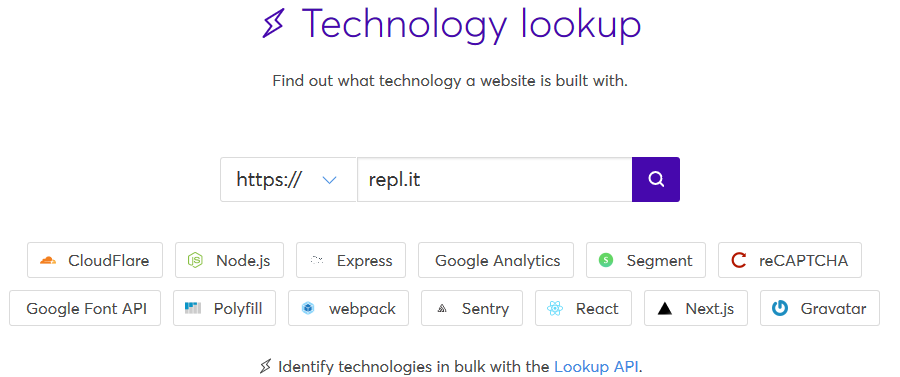 Technology lookup
Find out what technology a website is built with.
https:// repl.it
CloudFlare Node.js Express Google Analytics Segment reCAPTCHA
Google Font API Polyfill webpack Sentry React Next.js Gravatar
Identify technologies in bulk with the Lookup API.